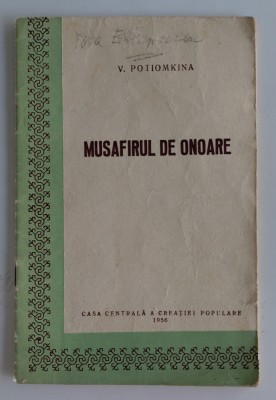 V. POTIOMKINA
MUSAFIRUL DE ONOARE
CASA CENTRALĂ A CREAȚIEI POPULARE
1956